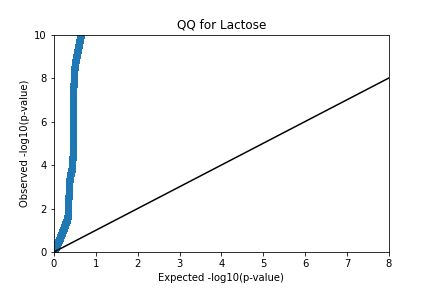 QQ for Lactose
Observed -log10(p-value)
10
8
6
4
2
0
0 1 2 3 4 5 6 7 8
Expected -log10(p-value)